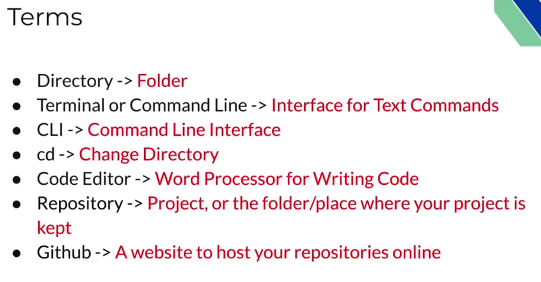 Terms
● Directory -> Folder
● Terminal or Command Line -> Interface for Text Commands
● CLI -> Command Line Interface
● cd -> Change Directory
● Code Editor -> Word Processor for Writing Code
● Repository -> Project, or the folder/place where your project is
kept
● Github -> A website to host your repositories online